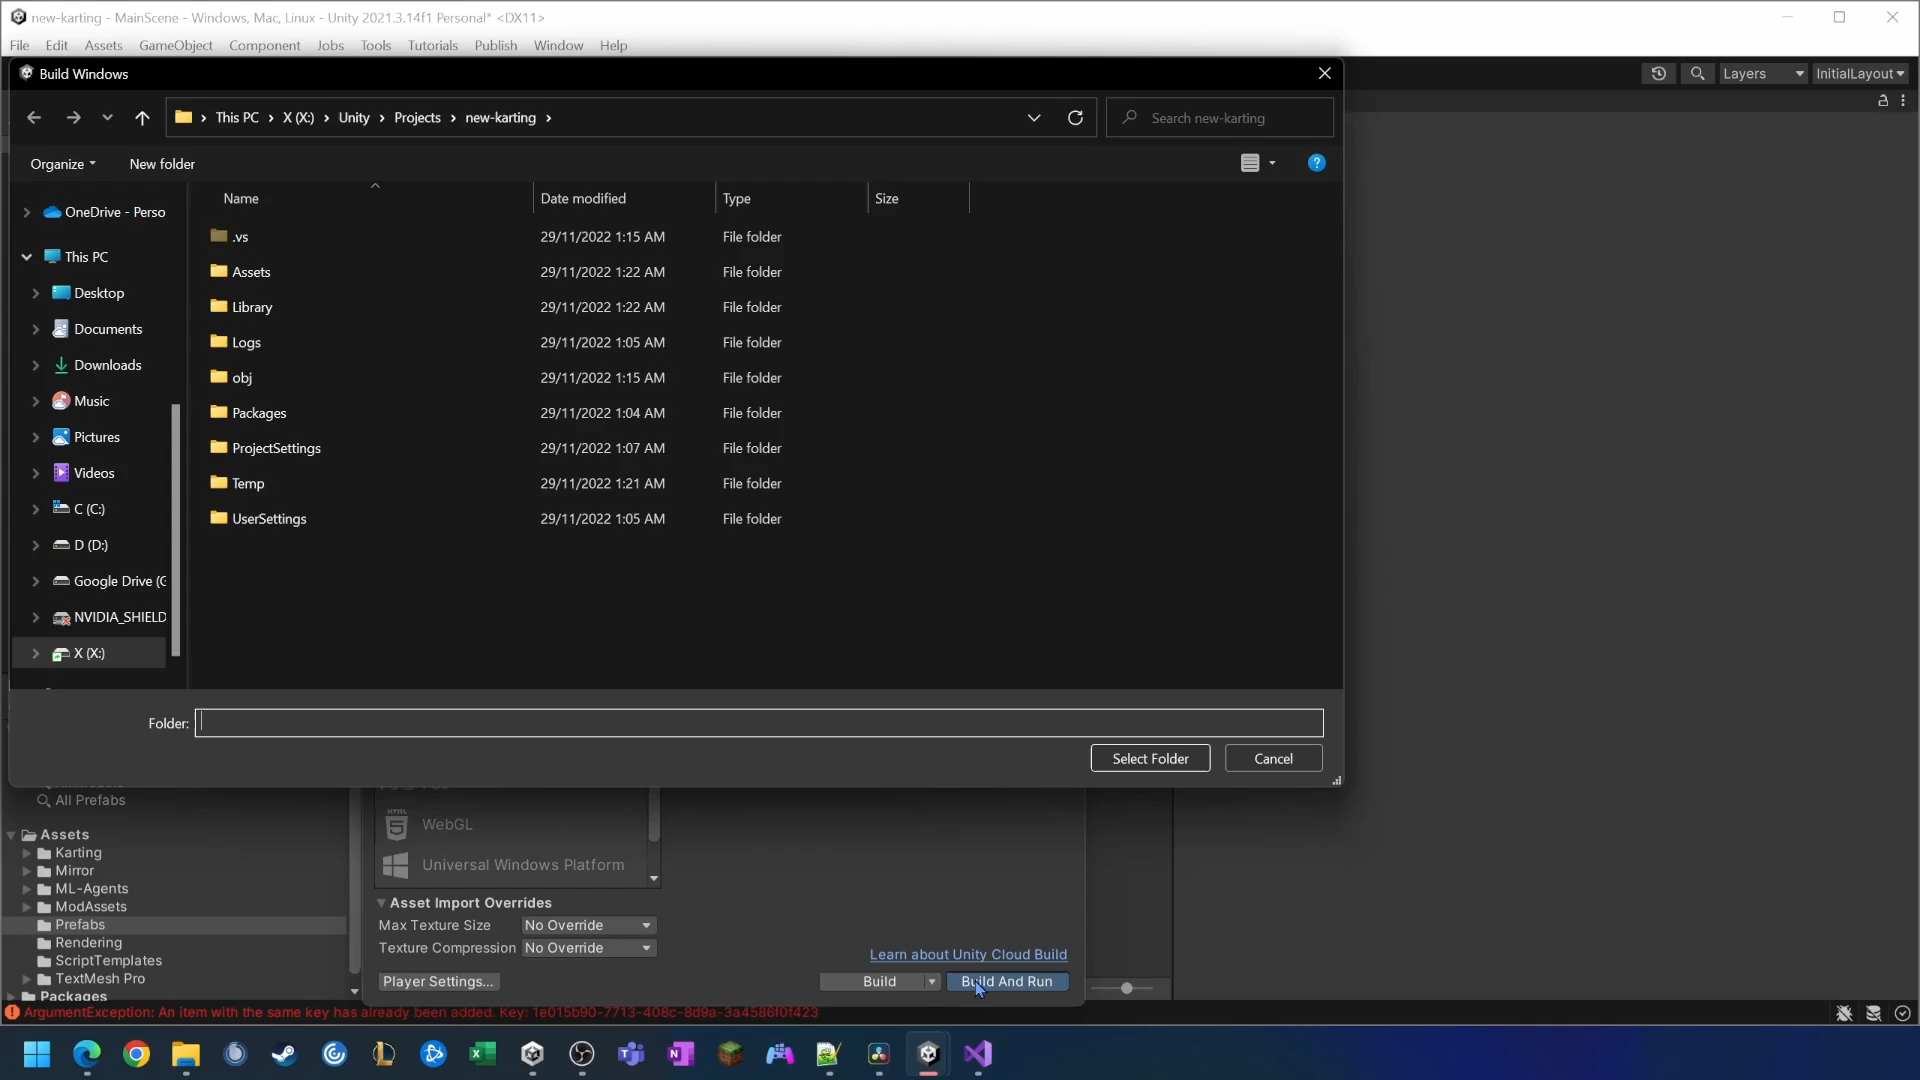 new-karting - MainScene - Windows, Mac, Linux - Unity 2021.3.14f1 Personal* <DX11>
File Edit Assets GameObject Component Jobs Tools Tutorials Publish Window Help
Build Windows
Layers InitialLayout
This PC > X (X:) > Unity > Projects > new-karting >
Search new-karting
Organize New folder
Name Date modified Type Size
OneDrive - Perso
This PC
Desktop
Documents
Downloads
Music
Pictures
Videos
C (C:)
D (D:)
Google Drive (G
NVIDIA_SHIELD
X (X:)
.vs 29/11/2022 1:15 AM File folder
Assets 29/11/2022 1:22 AM File folder
Library 29/11/2022 1:22 AM File folder
Logs 29/11/2022 1:05 AM File folder
obj 29/11/2022 1:15 AM File folder
Packages 29/11/2022 1:04 AM File folder
ProjectSettings 29/11/2022 1:07 AM File folder
Temp 29/11/2022 1:21 AM File folder
UserSettings 29/11/2022 1:05 AM File folder
Folder:
Select Folder Cancel
All Prefabs
Assets
Karting
Mirror
ML-Agents
ModAssets
Prefabs
Rendering
ScriptTemplates
TextMesh Pro
Packages
WebGL
Universal Windows Platform
Asset Import Overrides
Max Texture Size No Override
Texture Compression No Override
Learn about Unity Cloud Build
Player Settings... Build Build And Run
ArgumentException: An item with the same key has already been added. Key: 1e015b90-7713-408c-8d9a-3a4586f0f423